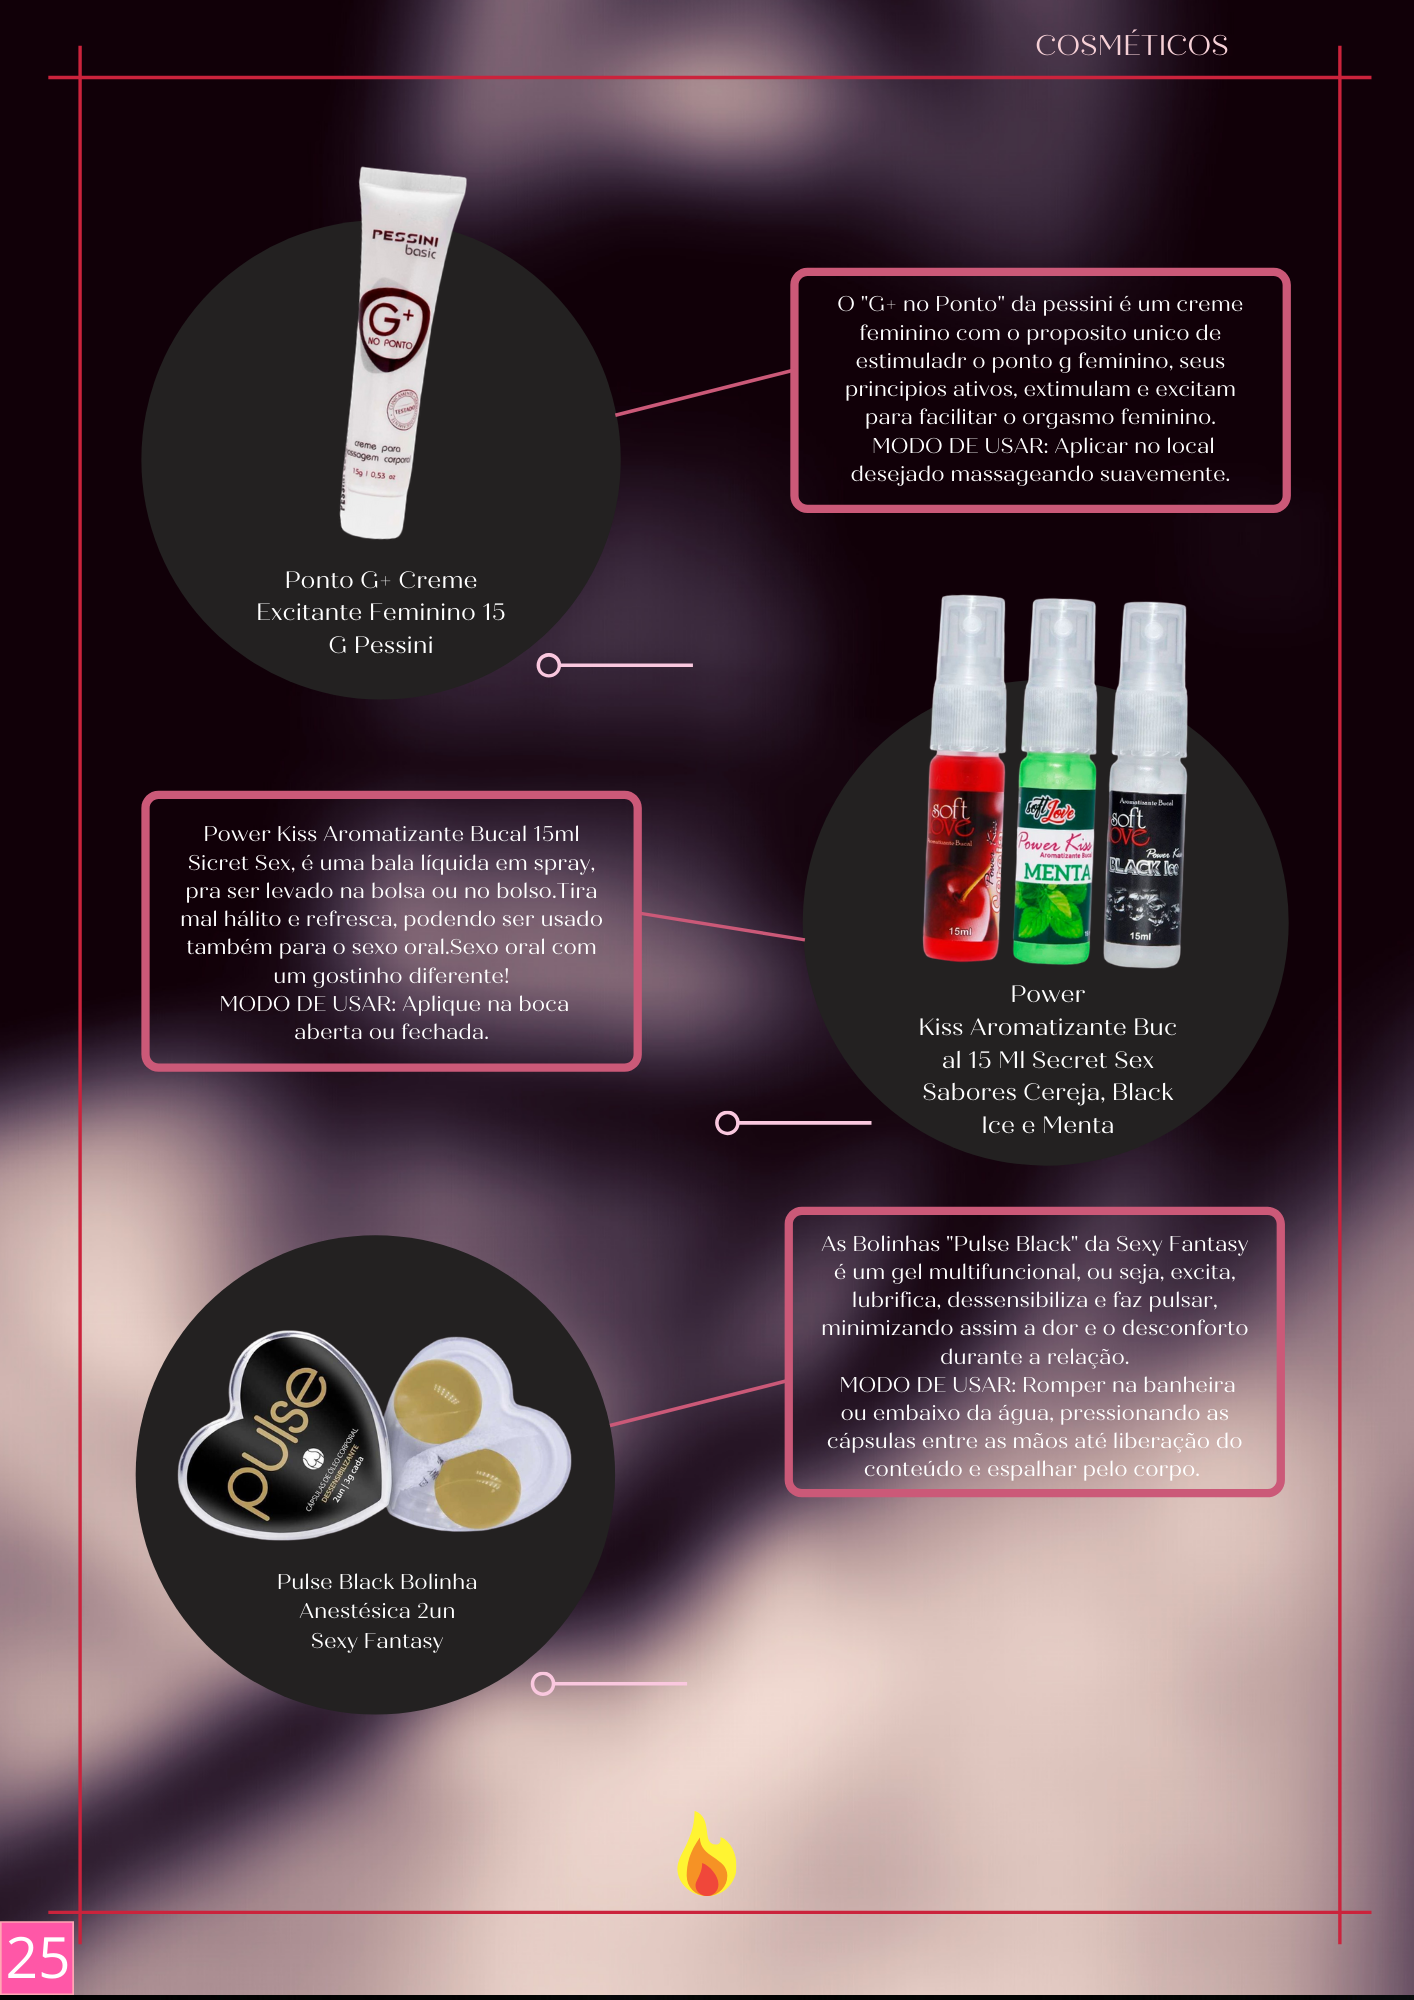 COSMÉTICOS
PESSINI
basic
G+
NO PONTO
TESTADO
creme para
massagem corporal
15g | 0,53 oz
O "G+ no Ponto" da pessini é um creme
feminino com o proposito unico de
estimuladr o ponto g feminino, seus
principios ativos, extimulam e excitam
para facilitar o orgasmo feminino.
MODO DE USAR: Aplicar no local
desejado massageando suavemente.
Ponto G+ Creme
Excitante Feminino 15
G Pessini
soft
love
Aromatizante Bucal
15ml
soft Love
Power Kiss
Aromatizante Bucal
MENTA
Aromatizante Bucal
soft
love
Power Kiss
BLACK Ice
15ml
Power Kiss Aromatizante Bucal 15ml
Sicret Sex, é uma bala líquida em spray,
pra ser levado na bolsa ou no bolso.Tira
mal hálito e refresca, podendo ser usado
também para o sexo oral.Sexo oral com
um gostinho diferente!
MODO DE USAR: Aplique na boca
aberta ou fechada.
Power
Kiss Aromatizante Buc
al 15 Ml Secret Sex
Sabores Cereja, Black
Ice e Menta
As Bolinhas "Pulse Black" da Sexy Fantasy
é um gel multifuncional, ou seja, excita,
lubrifica, dessensibiliza e faz pulsar,
minimizando assim a dor e o desconforto
durante a relação.
MODO DE USAR: Romper na banheira
ou embaixo da água, pressionando as
cápsulas entre as mãos até liberação do
conteúdo e espalhar pelo corpo.
pulse
CÁPSULAS DE ÓLEO CORPORAL
DESSENSIBILIZANTE
2un | 3g cada
Pulse Black Bolinha
Anestésica 2un
Sexy Fantasy
25